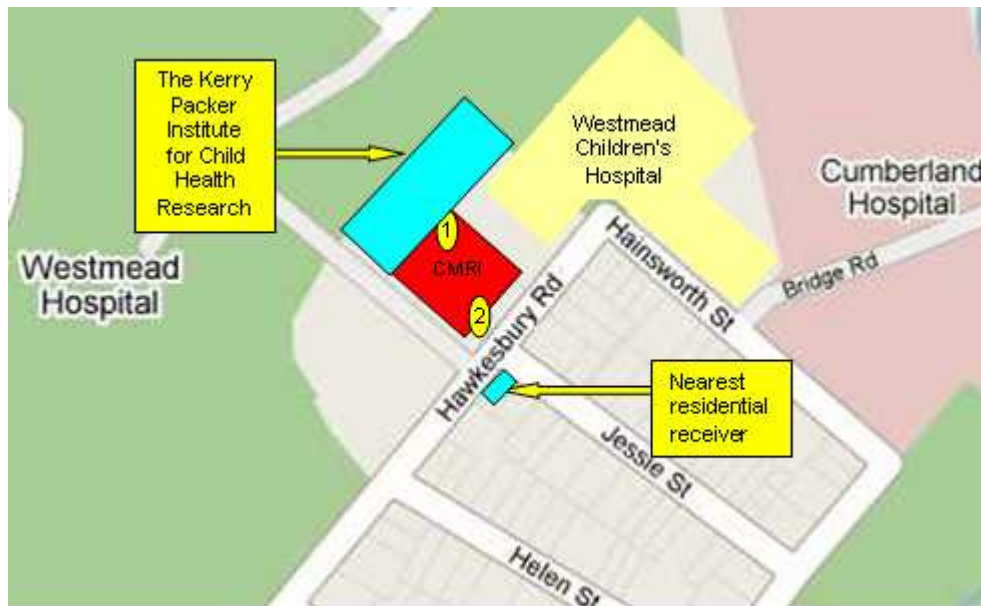 The Kerry
Packer
Institute
for Child
Health
Research
Westmead
Children's
Hospital
Cumberland
Hospital
1
CMRI
2
Westmead
Hospital
Hainsworth St
Bridge Rd
Hawkesbury Rd
Nearest
residential
receiver
Jessie St
Helen St